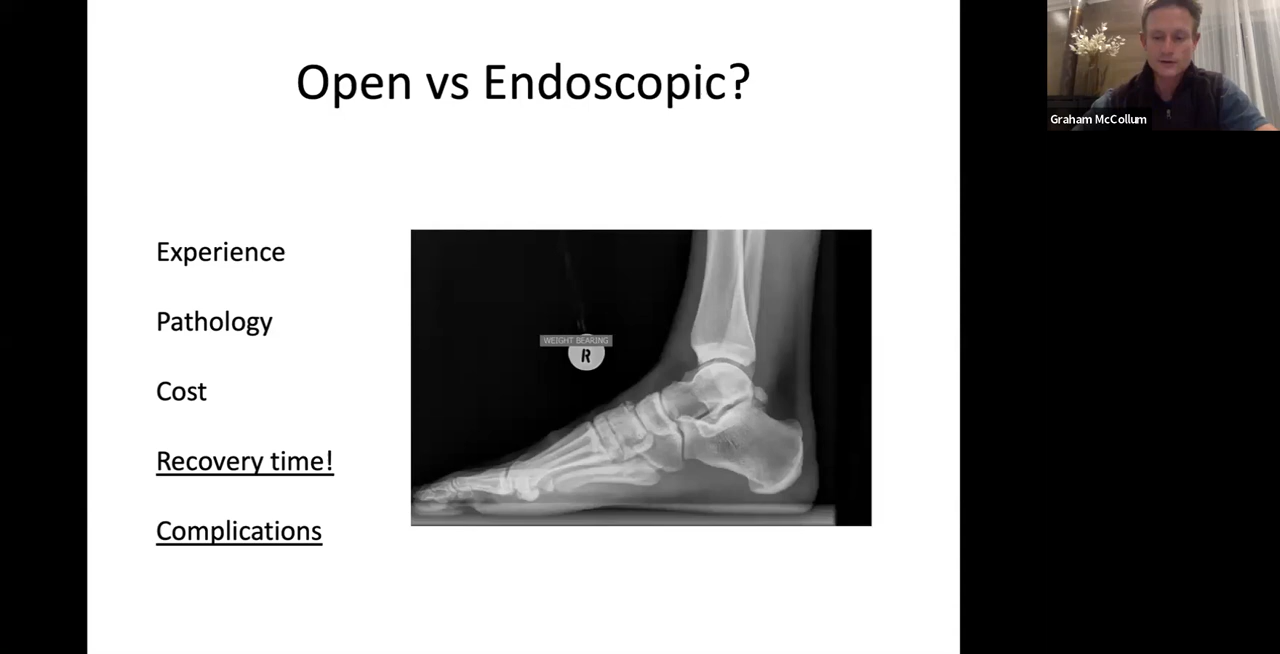 Open vs Endoscopic?
Graham McCollum
Experience
Pathology
Cost
Recovery time!
Complications
WEIGHT BEARING
R